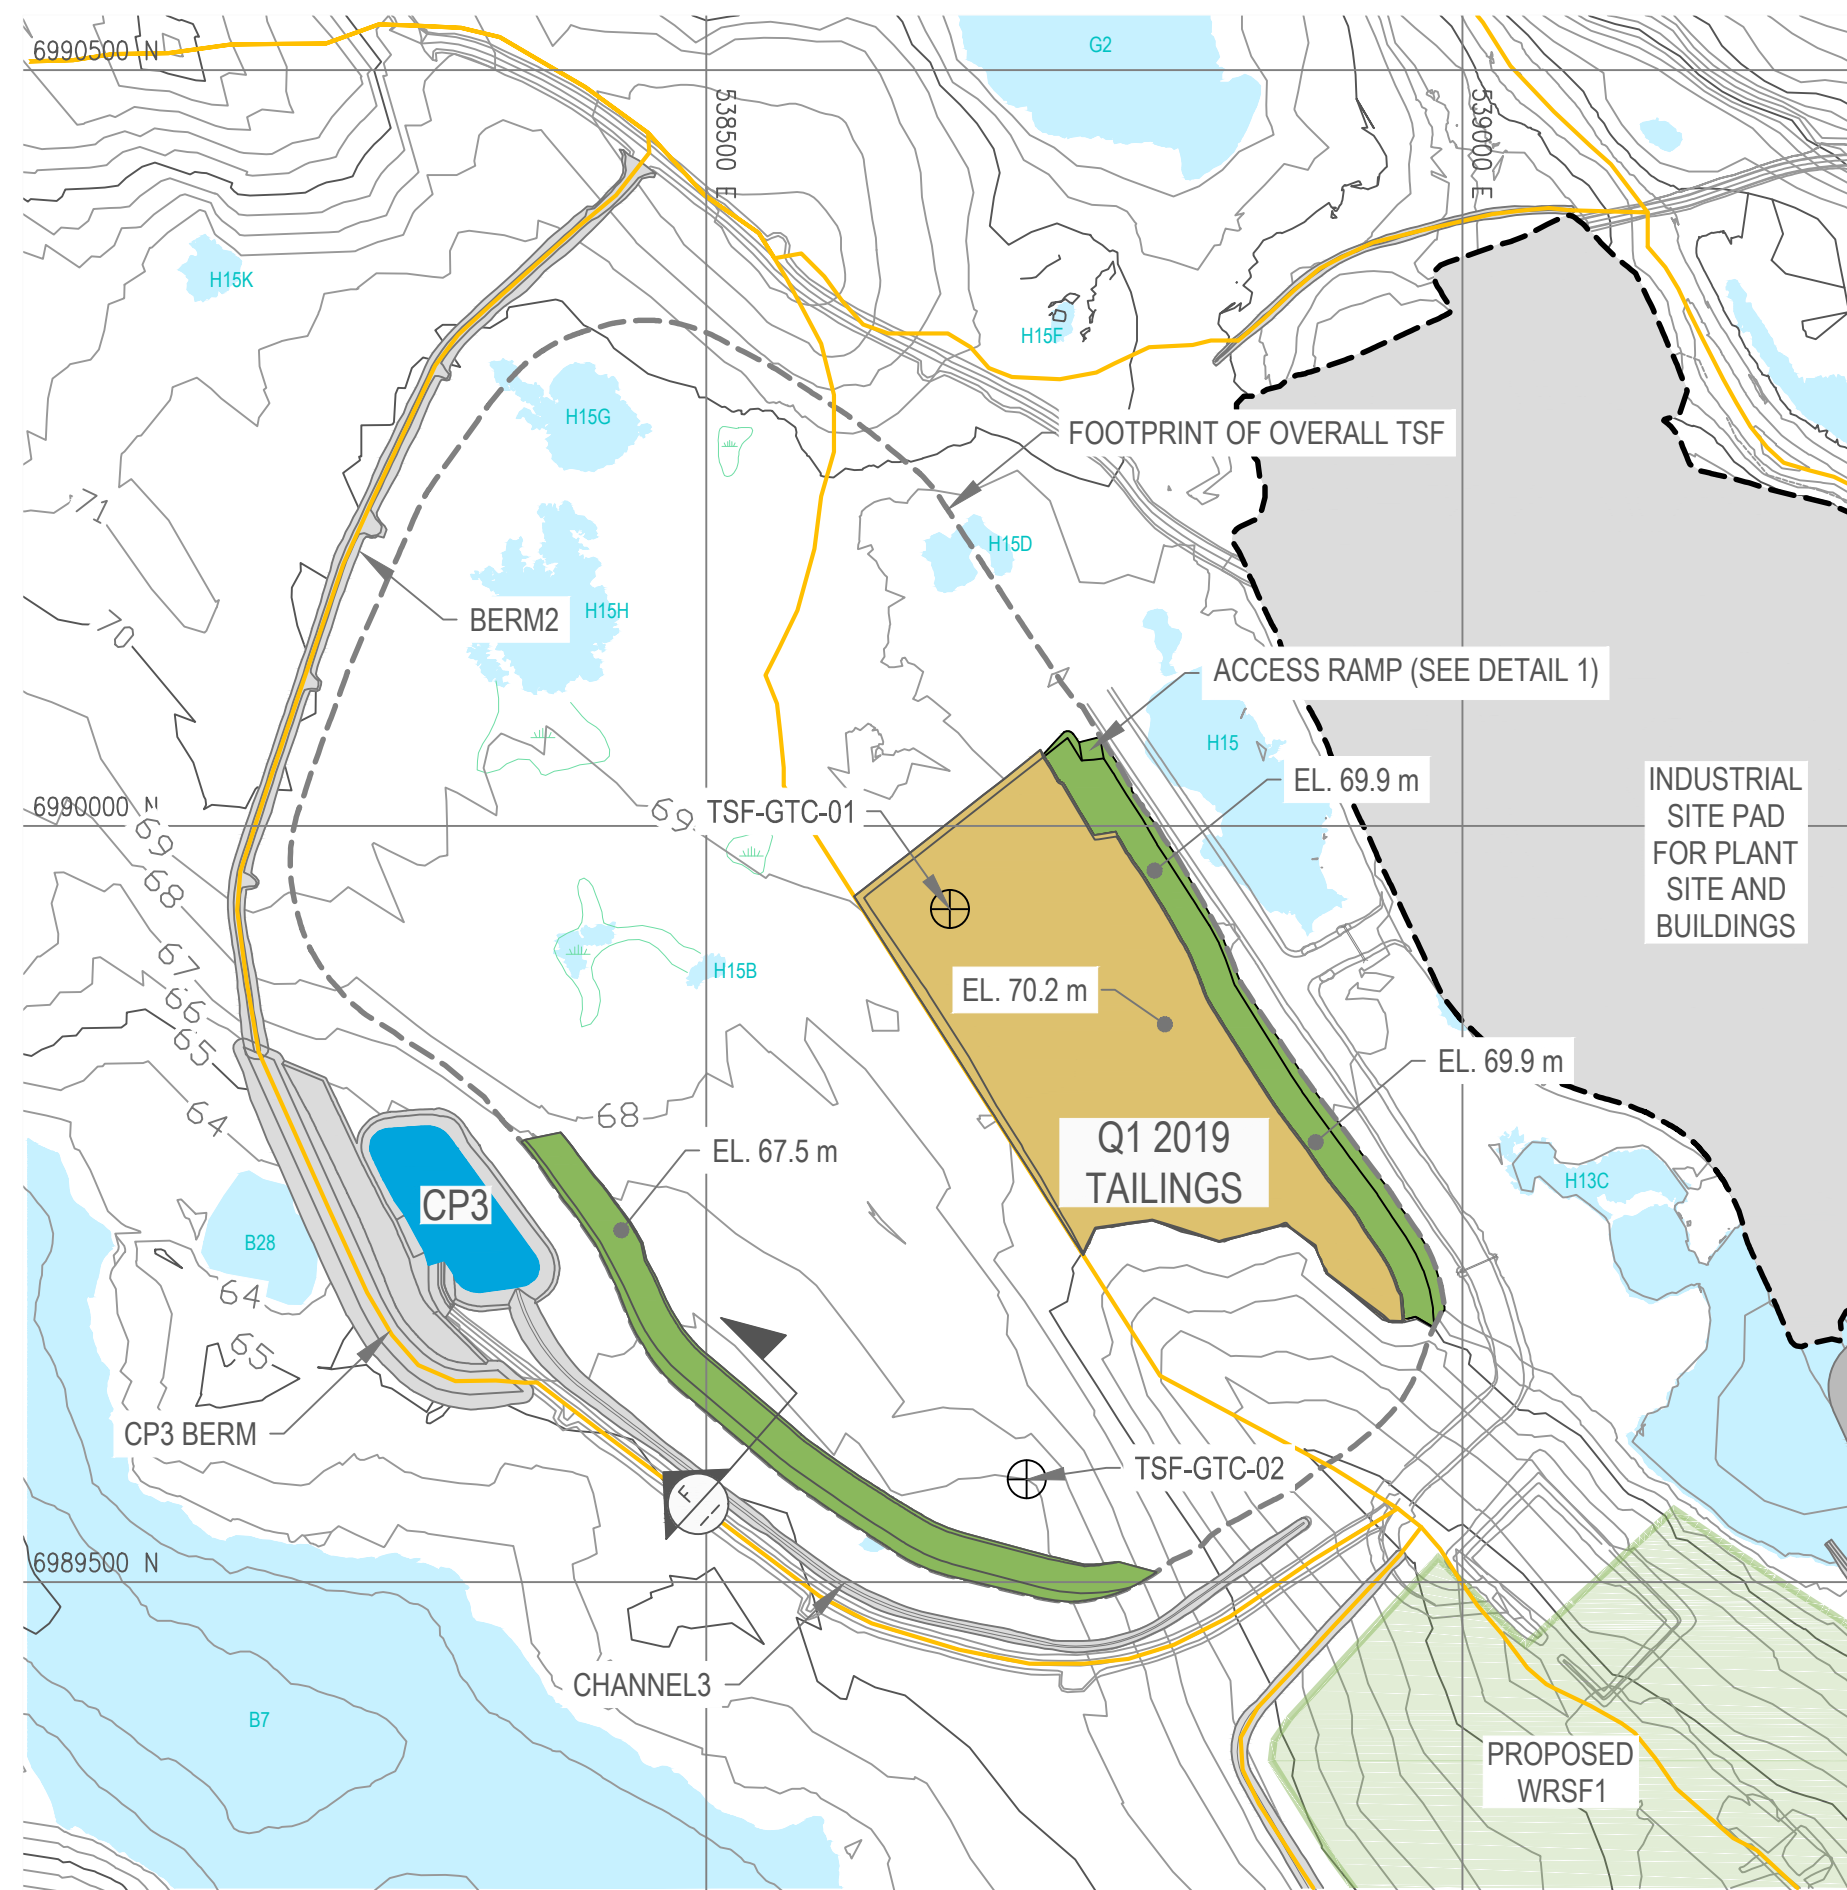 G2
6990500 N
538500 E
539000 E
H15K
H15F
H15G
FOOTPRINT OF OVERALL TSF
71
H15D
70
BERM2
H15H
ACCESS RAMP (SEE DETAIL 1)
H15
EL. 69.9 m
INDUSTRIAL
SITE PAD
FOR PLANT
SITE AND
BUILDINGS
6990000 N
69
69
TSF-GTC-01
68
67
H15B
EL. 70.2 m
66
65
EL. 69.9 m
64
68
Q1 2019
TAILINGS
EL. 67.5 m
H13C
CP3
B28
64
65
CP3 BERM
TSF-GTC-02
F
6989500 N
CHANNEL3
B7
PROPOSED
WRSF1